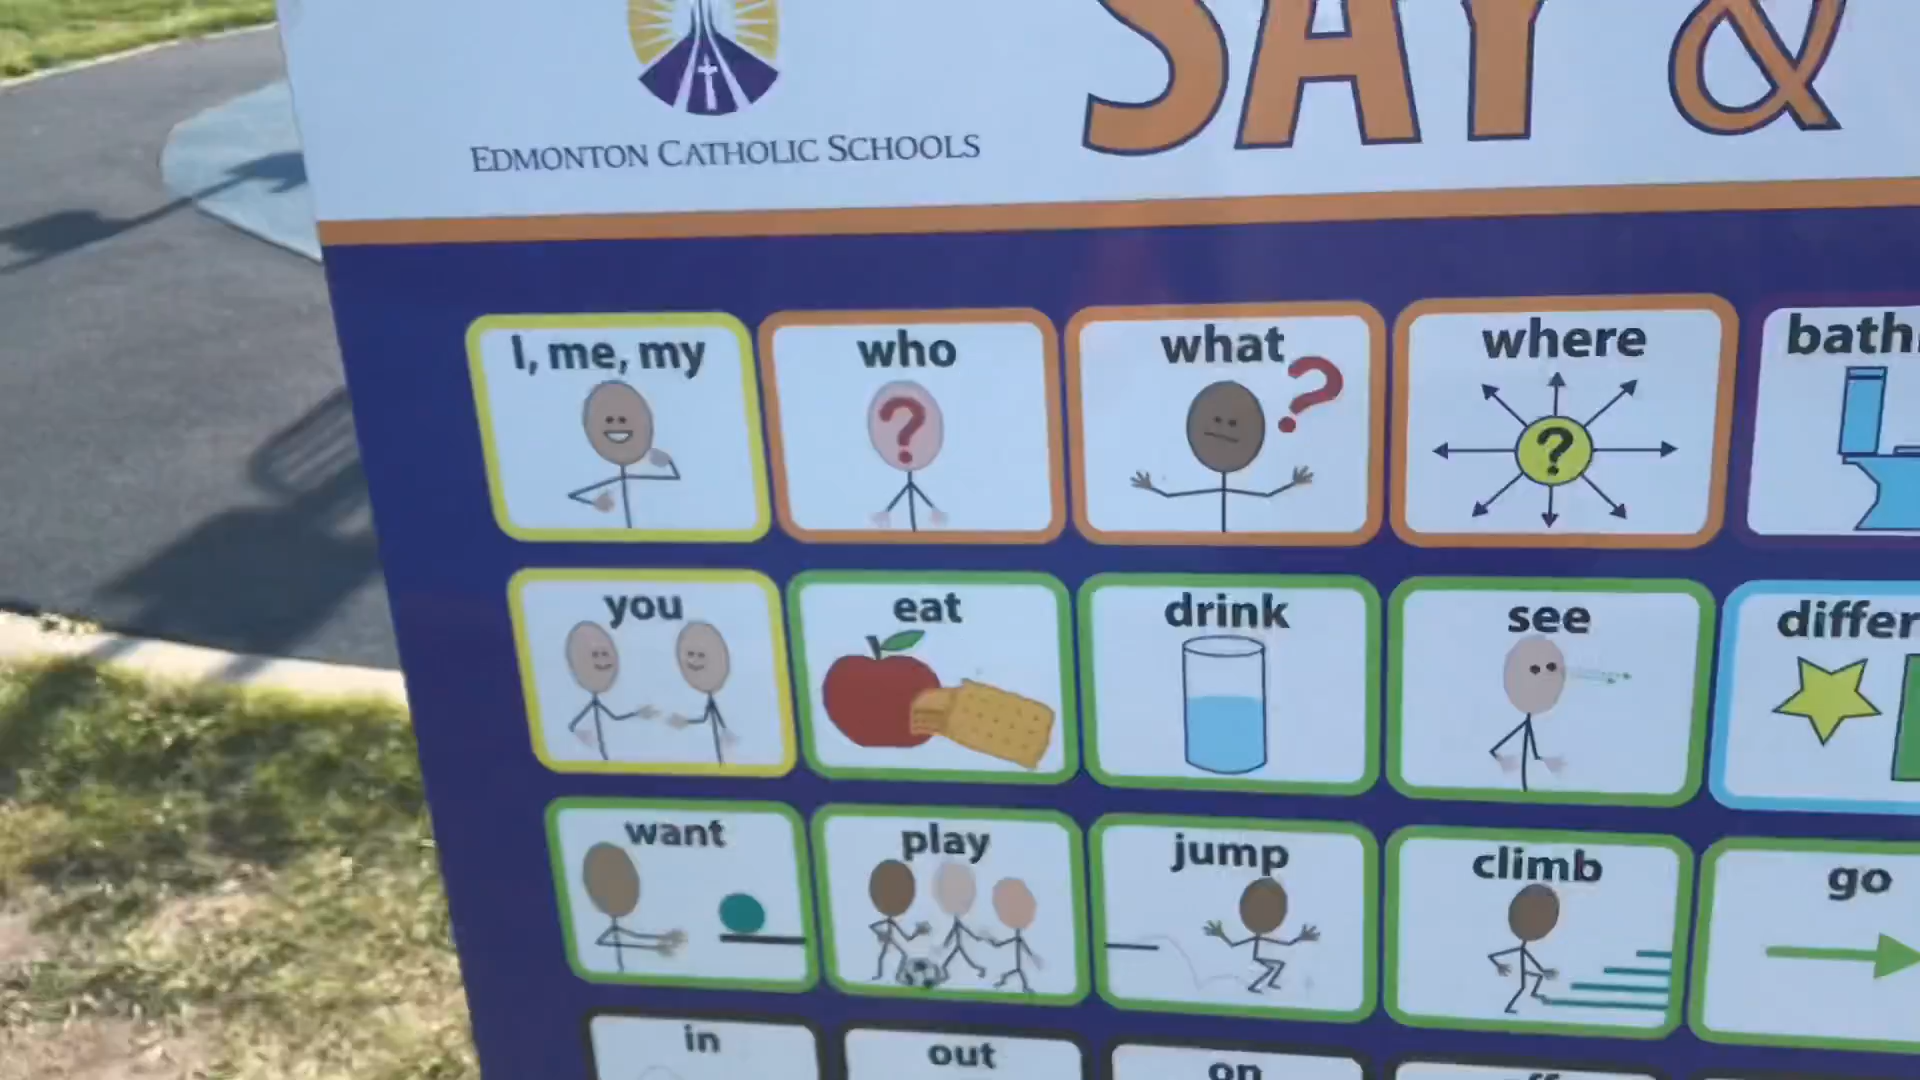 SAY &
EDMONTON CATHOLIC SCHOOLS
I, me, my
who
?
what
?
where
?
you
eat
drink
see
want
play
jump
climb
go
in
out
on